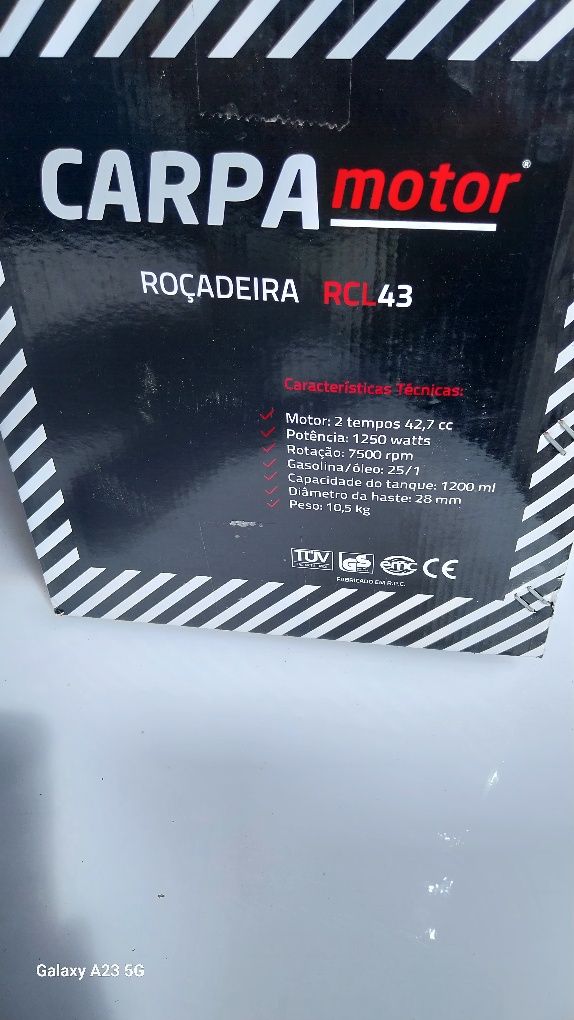 CARPA motor®
ROÇADEIRA RCL43
Características Técnicas:
Motor: 2 tempos 42,7 cc
Potência: 1250 watts
Rotação: 7500 rpm
Gasolina/óleo: 25/1
Capacidade do tanque: 1200 ml
Diâmetro da haste: 28 mm
Peso: 10,5 kg
TÜV GS emc CE
FABRICADO EM R.P.C.
Galaxy A23 5G